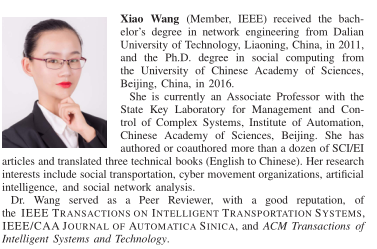 Xiao Wang (Member, IEEE) received the bach-
elor's degree in network engineering from Dalian
University of Technology, Liaoning, China, in 2011,
and the Ph.D. degree in social computing from
the University of Chinese Academy of Sciences,
Beijing, China, in 2016.
She is currently an Associate Professor with the
State Key Laboratory for Management and Con-
trol of Complex Systems, Institute of Automation,
Chinese Academy of Sciences, Beijing. She has
authored or coauthored more than a dozen of SCI/EI
articles and translated three technical books (English to Chinese). Her research
interests include social transportation, cyber movement organizations, artificial
intelligence, and social network analysis.
Dr. Wang served as a Peer Reviewer, with a good reputation, of
the IEEE TRANSACTIONS ON INTELLIGENT TRANSPORTATION SYSTEMS,
IEEE/CAA JOURNAL OF AUTOMATICA SINICA, and ACM Transactions of
Intelligent Systems and Technology.